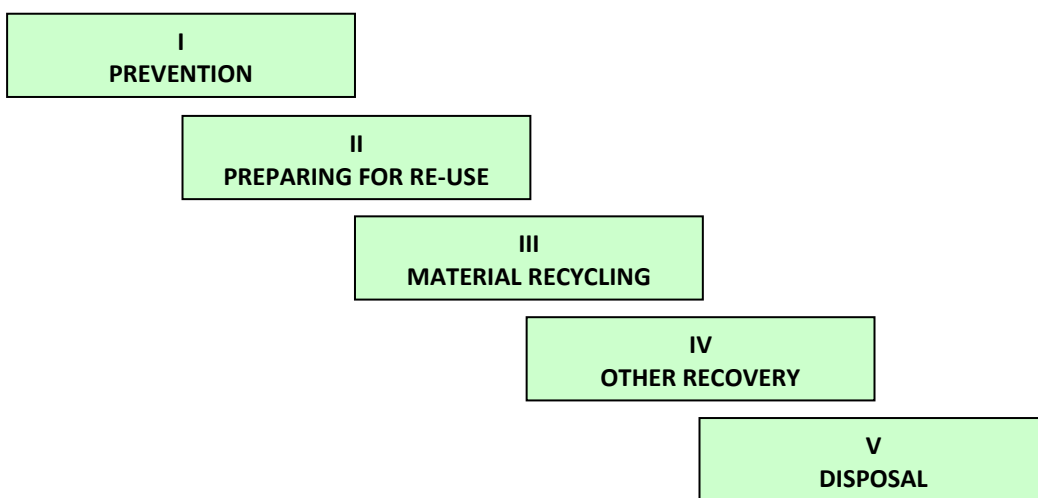 I
PREVENTION
II
PREPARING FOR RE-USE
III
MATERIAL RECYCLING
IV
OTHER RECOVERY
V
DISPOSAL